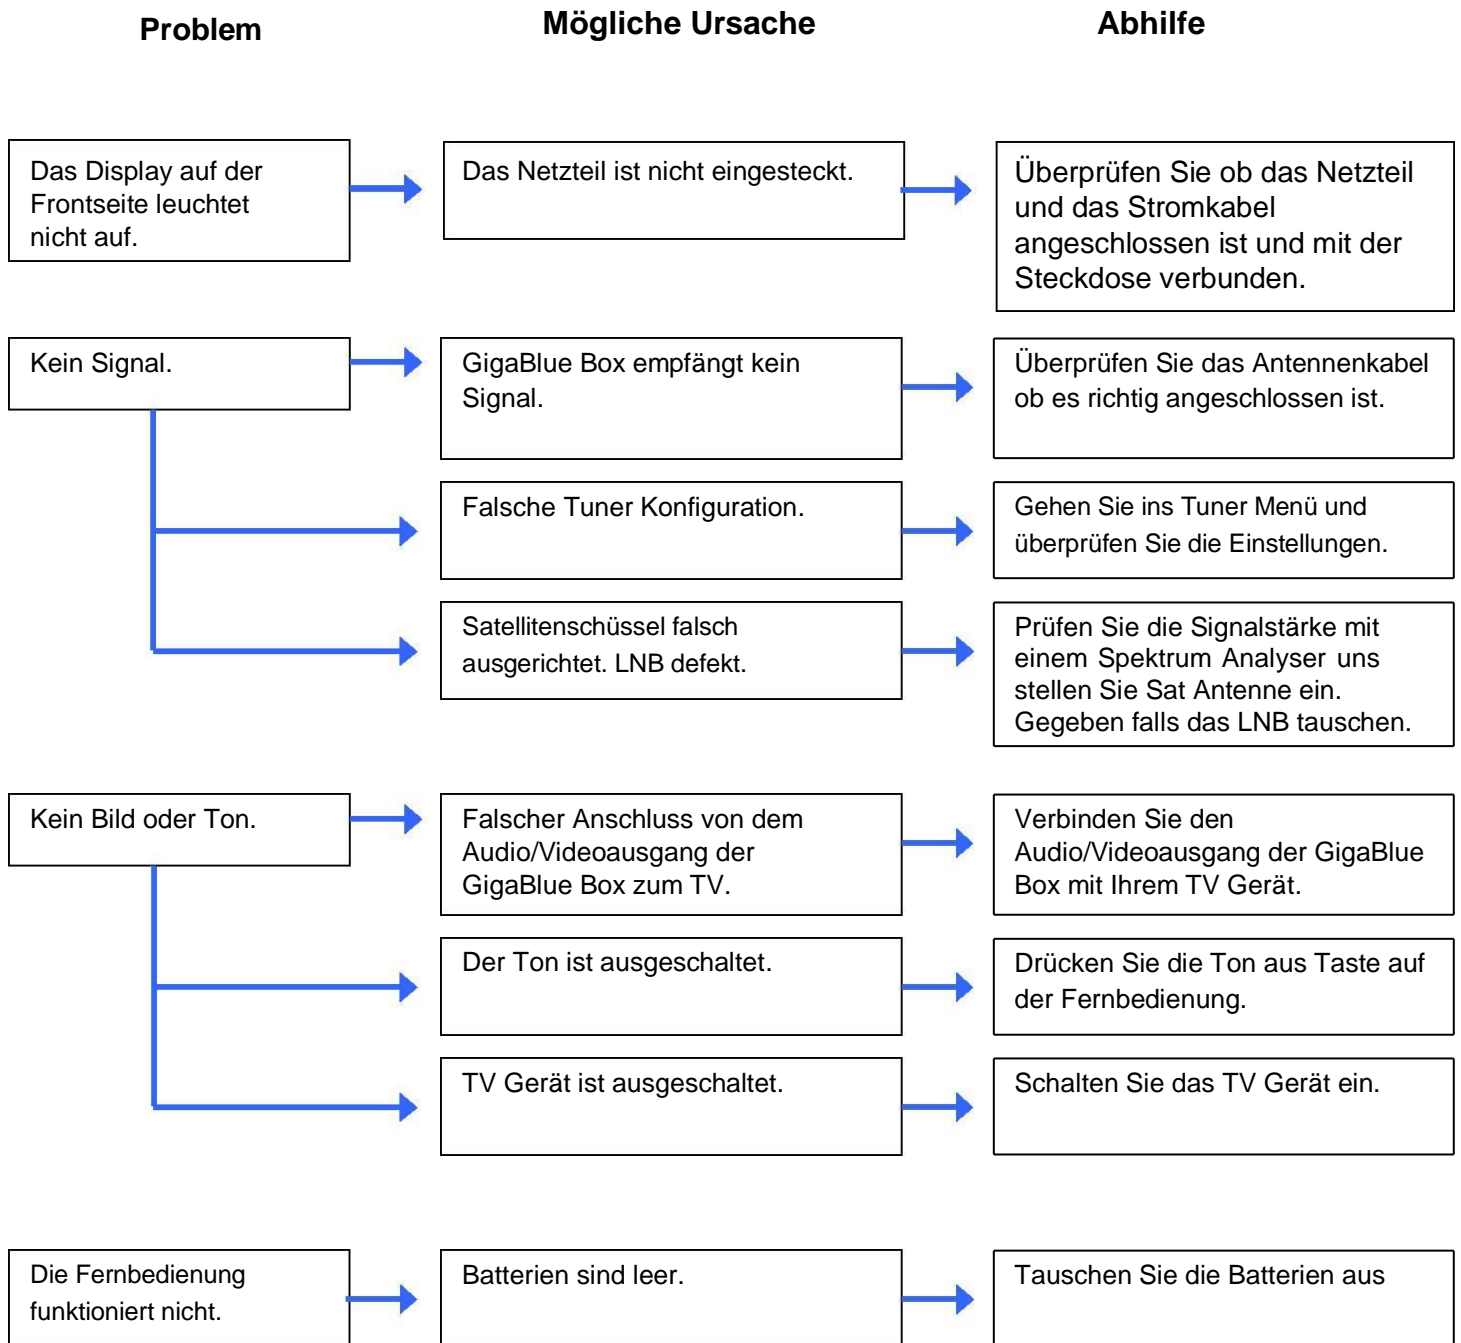 Problem
Mögliche Ursache
Abhilfe
Das Display auf der
Frontseite leuchtet
nicht auf.
Das Netzteil ist nicht eingesteckt.
Überprüfen Sie ob das Netzteil
und das Stromkabel
angeschlossen ist und mit der
Steckdose verbunden.
Kein Signal.
GigaBlue Box empfängt kein
Signal.
Überprüfen Sie das Antennenkabel
ob es richtig angeschlossen ist.
Falsche Tuner Konfiguration.
Gehen Sie ins Tuner Menü und
überprüfen Sie die Einstellungen.
Satellitenschüssel falsch
ausgerichtet. LNB defekt.
Prüfen Sie die Signalstärke mit
einem Spektrum Analyser uns
stellen Sie Sat Antenne ein.
Gegeben falls das LNB tauschen.
Kein Bild oder Ton.
Falscher Anschluss von dem
Audio/Videoausgang der
GigaBlue Box zum TV.
Verbinden Sie den
Audio/Videoausgang der GigaBlue
Box mit Ihrem TV Gerät.
Der Ton ist ausgeschaltet.
Drücken Sie die Ton aus Taste auf
der Fernbedienung.
TV Gerät ist ausgeschaltet.
Schalten Sie das TV Gerät ein.
Die Fernbedienung
funktioniert nicht.
Batterien sind leer.
Tauschen Sie die Batterien aus